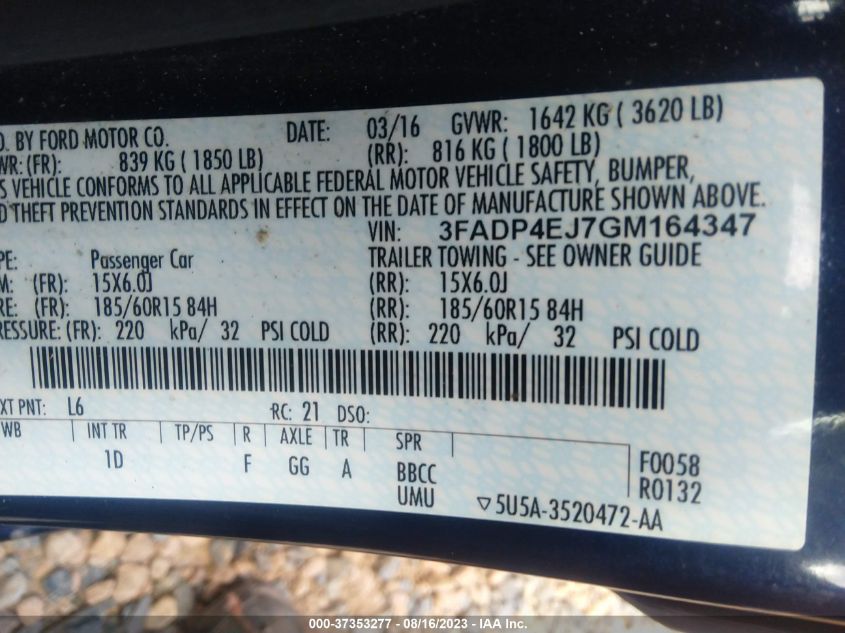 BY FORD MOTOR CO. DATE: 03/16 GVWR: 1642 KG ( 3620 LB)
(FR): 839 KG ( 1850 LB) (RR): 816 KG ( 1800 LB)
VEHICLE CONFORMS TO ALL APPLICABLE FEDERAL MOTOR VEHICLE SAFETY, BUMPER,
THEFT PREVENTION STANDARDS IN EFFECT ON THE DATE OF MANUFACTURE SHOWN ABOVE.
VIN: 3FADP4EJ7GM164347
Passenger Car TRAILER TOWING - SEE OWNER GUIDE
(FR): 15X6.0J (RR): 15X6.0J
(FR): 185/60R15 84H (RR): 185/60R15 84H
RESSURE: (FR): 220 kPa/ 32 PSI COLD (RR): 220 kPa/ 32 PSI COLD
XT PNT: L6 RC: 21 DSO:
WB INT TR TP/PS R AXLE TR SPR
1D F GG A BBCC F0058
UMU R0132
▽5U5A-3520472-AA
000-37353277 - 08/16/2023 - IAA Inc.